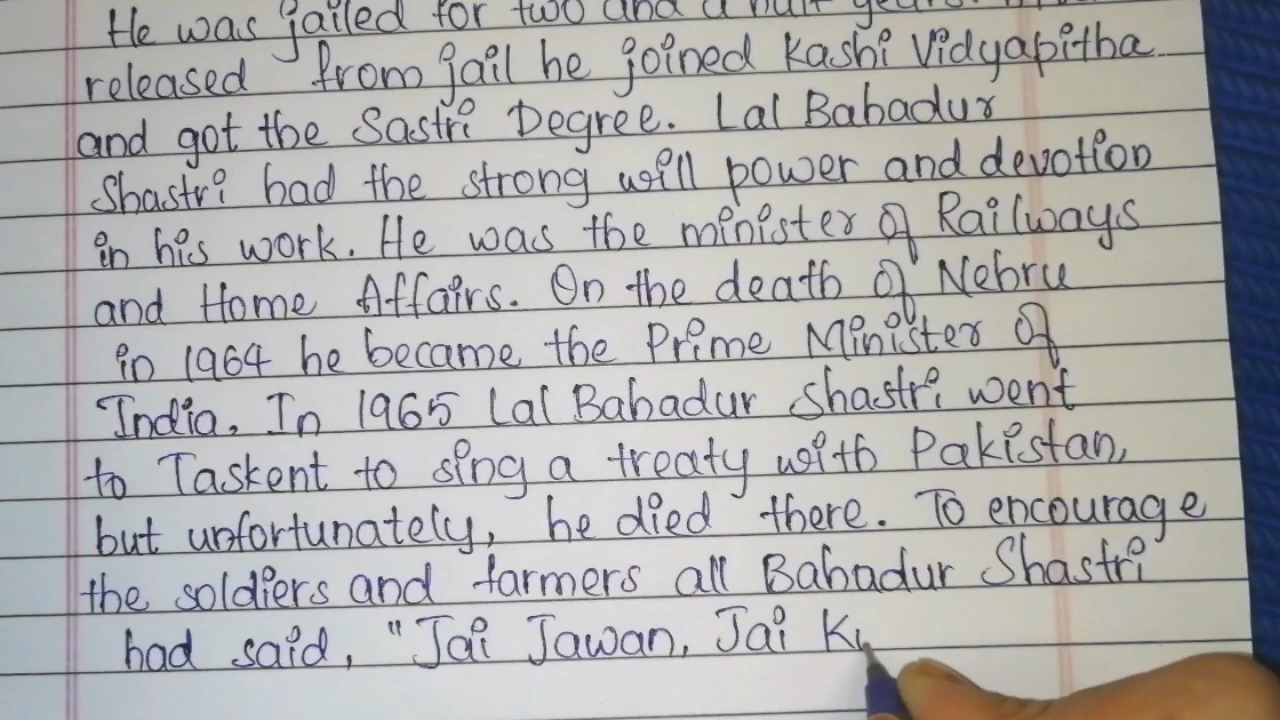 He was jailed for two and a half years.
released from jail he joined Kashi Vidyapitha
and got the Sastri Degree. Lal Bahadur
Shastri had the strong will power and devotion
in his work. He was the minister of Railways
and Home Affairs. On the death of Nehru
in 1964 he became the Prime Minister of
India. In 1965 Lal Bahadur Shastri went
to Taskent to sing a treaty with Pakistan,
but unfortunately, he died there. To encourage
the soldiers and farmers all Bahadur Shastri
had said, "Jai Jawan, Jai K